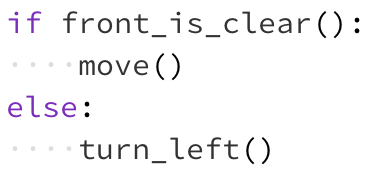 if front_is_clear():
    move()
else:
    turn_left()